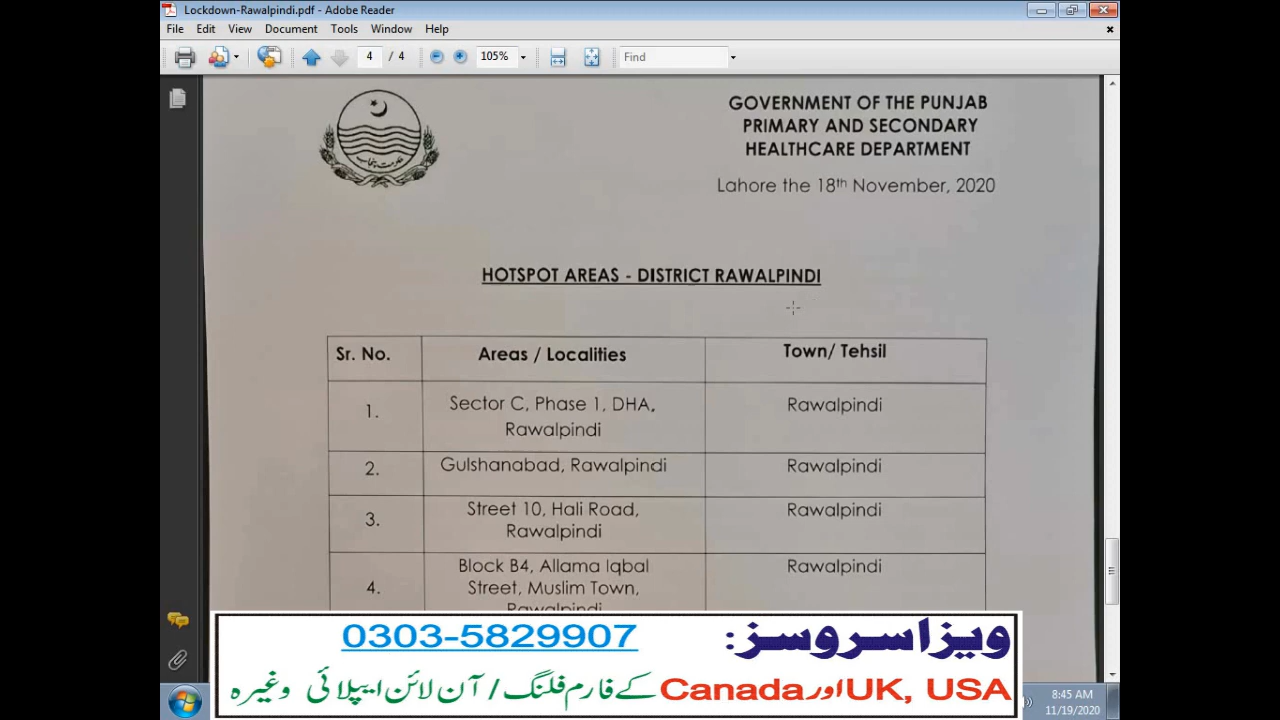 Lockdown-Rawalpindi.pdf - Adobe Reader
File Edit View Document Tools Window Help
4 / 4 105% Find
حکومت پنجاب
GOVERNMENT OF THE PUNJAB
PRIMARY AND SECONDARY
HEALTHCARE DEPARTMENT
Lahore the 18th November, 2020
HOTSPOT AREAS - DISTRICT RAWALPINDI
Sr. No. Areas / Localities Town/ Tehsil
1. Sector C, Phase 1, DHA, Rawalpindi
Rawalpindi
2. Gulshanabad, Rawalpindi Rawalpindi
3. Street 10, Hali Road, Rawalpindi
Rawalpindi
4. Block B4, Allama Iqbal Rawalpindi
Street, Muslim Town,
Rawalpindi
ویزا سروسز: 0303-5829907
UK, USA اور Canada کے فارم فلنگ / آن لائن ایپلائی وغیرہ
8:45 AM
11/19/2020